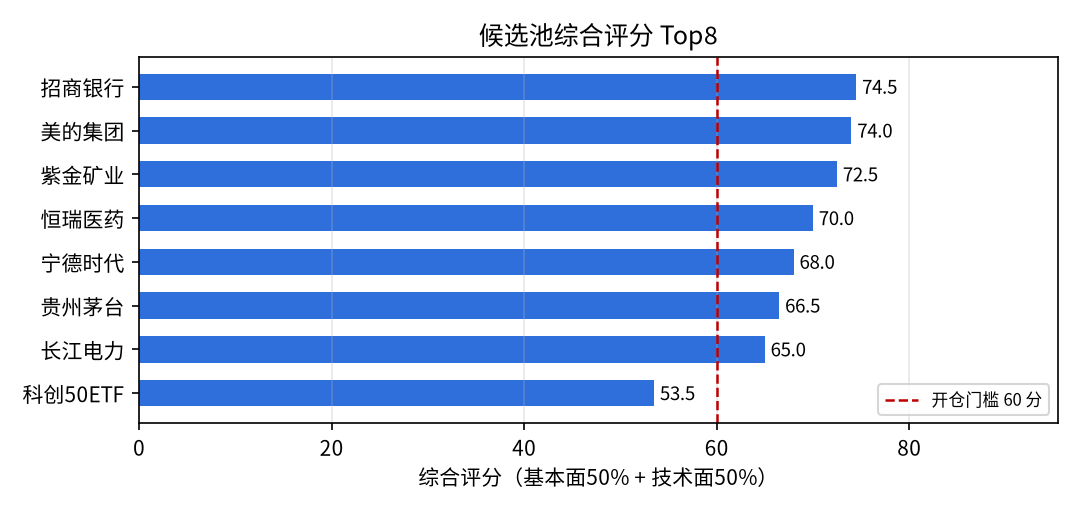 候选池综合评分 Top8
招商银行 74.5
美的集团 74.0
紫金矿业 72.5
恒瑞医药 70.0
宁德时代 68.0
贵州茅台 66.5
长江电力 65.0
科创50ETF 53.5
开仓门槛 60 分
0 20 40 60 80
综合评分（基本面50% + 技术面50%）